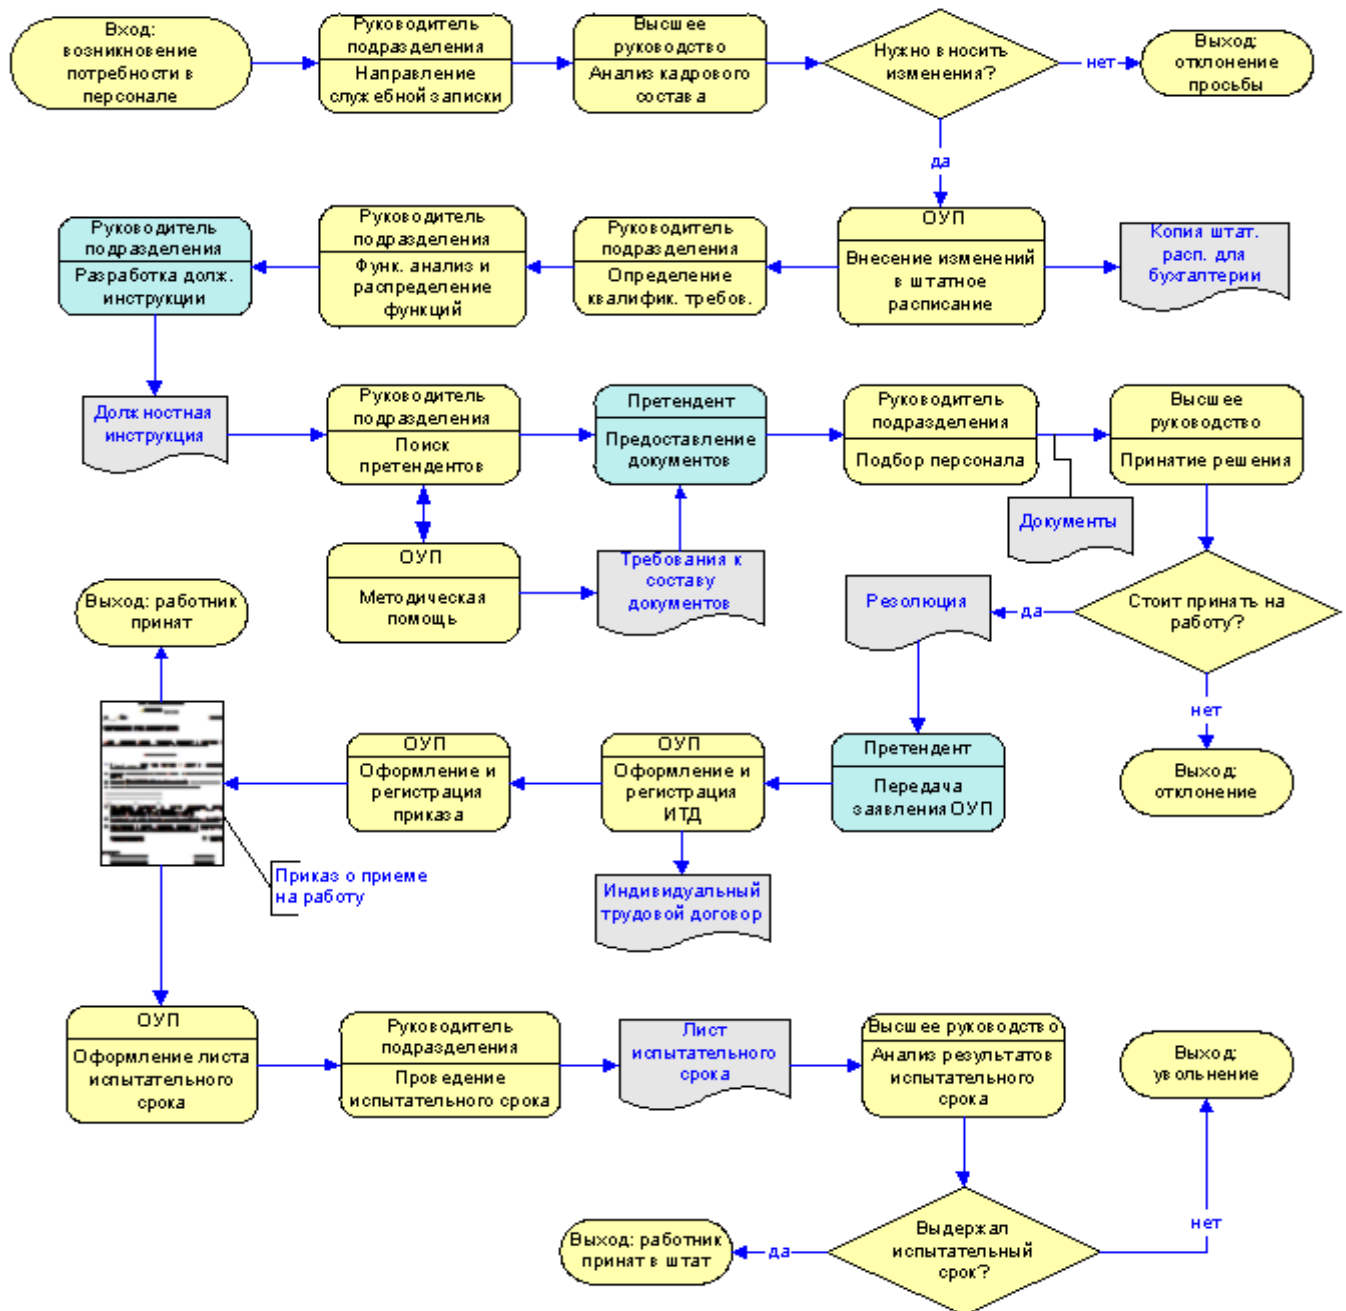 Вход:
возникновение
потребности в
персонале
Руководитель
подразделения
Направление
служебной записки
Высшее
руководство
Анализ кадрового
состава
Нужно вносить
изменения?
нет
Выход:
отклонение
просьбы
да
Руководитель
подразделения
Разработка долж.
инструкции
Руководитель
подразделения
Функ. анализ и
распределение
функций
Руководитель
подразделения
Определение
квалифик. требов.
ОУП
Внесение изменений
в штатное
расписание
Копия штат.
расп. для
бухгалтерии
Должностная
инструкция
Руководитель
подразделения
Поиск
претендентов
Претендент
Предоставление
документов
Руководитель
подразделения
Подбор персонала
Высшее
руководство
Принятие решения
Документы
ОУП
Методическая
помощь
Требования к
составу
документов
Резолюция
да
Стоит принять на
работу?
Выход: работник
принят
нет
ОУП
Оформление и
регистрация
приказа
ОУП
Оформление и
регистрация
ИТД
Претендент
Передача
заявления ОУП
Выход:
отклонение
Приказ о приеме
на работу
Индивидуальный
трудовой договор
ОУП
Оформление листа
испытательного
срока
Руководитель
подразделения
Проведение
испытательного срока
Лист
испытательного
срока
Высшее руководство
Анализ результатов
испытательного
срока
Выход:
увольнение
Выход: работник
принят в штат
да
Выдержал
испытательный
срок?
нет